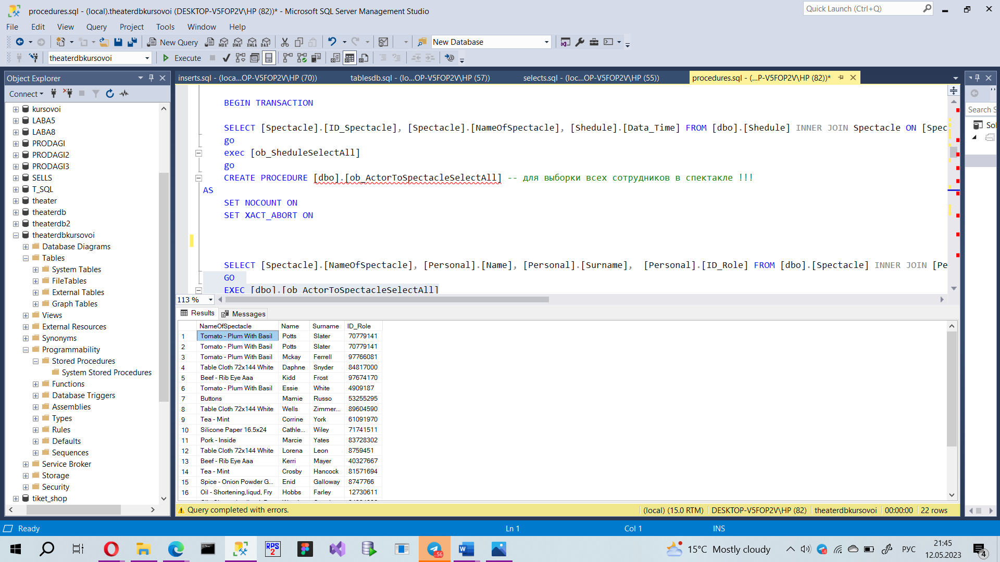 procedures.sql - (local).theaterdbkursovoi (DESKTOP-V5FOP2V\HP (82))* - Microsoft SQL Server Management Studio
Quick Launch (Ctrl+Q)
File Edit View Query Project Tools Window Help
New Query MDX DMX XMLA DAX New Database
theaterdbkursovoi Execute
Object Explorer
inserts.sql - (loca...OP-V5FOP2V\HP (70)) tablesdb.sql - (lo...OP-V5FOP2V\HP (57)) selects.sql - (loc...OP-V5FOP2V\HP (55)) procedures.sql - (...P-V5FOP2V\HP (82))*
Connect
kursovoi
LABA5
LABA8
PRODAGI
PRODAGI2
PRODAGI3
SELLS
T_SQL
theater
theaterdb
theaterdb2
theaterdbkursovoi
Database Diagrams
Tables
System Tables
FileTables
External Tables
Graph Tables
Views
External Resources
Synonyms
Programmability
Stored Procedures
System Stored Procedures
Functions
Database Triggers
Assemblies
Types
Rules
Defaults
Sequences
Service Broker
Storage
Security
tiket_shop
BEGIN TRANSACTION
SELECT [Spectacle].[ID_Spectacle], [Spectacle].[NameOfSpectacle], [Shedule].[Data_Time] FROM [dbo].[Shedule] INNER JOIN Spectacle ON [Spec
go
exec [ob_SheduleSelectAll]
go
CREATE PROCEDURE [dbo].[ob_ActorToSpectacleSelectAll] -- для выборки всех сотрудников в спектакле !!!
AS
SET NOCOUNT ON
SET XACT_ABORT ON
SELECT [Spectacle].[NameOfSpectacle], [Personal].[Name], [Personal].[Surname], [Personal].[ID_Role] FROM [dbo].[Spectacle] INNER JOIN [Pe
GO
EXEC [dbo].[ob_ActorToSpectacleSelectAll]
113 %
Results Messages
NameOfSpectacle Name Surname ID_Role
1 Tomato - Plum With Basil Potts Slater 70779141
2 Tomato - Plum With Basil Potts Slater 70779141
3 Tomato - Plum With Basil Mckay Ferrell 97766081
4 Table Cloth 72x144 White Daphne Snyder 84817000
5 Beef - Rib Eye Aaa Kidd Frost 97674170
6 Tomato - Plum With Basil Essie White 4909187
7 Buttons Mamie Russo 53255295
8 Table Cloth 72x144 White Wells Zimmer... 89604590
9 Tea - Mint Corrine York 61091970
10 Silicone Paper 16.5x24 Cathle... Wiley 71741511
11 Pork - Inside Marcie Yates 83728302
12 Table Cloth 72x144 White Lorena Leon 8759451
13 Beef - Rib Eye Aaa Kerri Mayer 40327667
14 Tea - Mint Crosby Hancock 81571694
15 Spice - Onion Powder G... Enid Galloway 8747766
16 Oil - Shortening,liqud, Fry Hobbs Farley 12730611
Query completed with errors. (local) (15.0 RTM) DESKTOP-V5FOP2V\HP (82) theaterdbkursovoi 00:00:00 22 rows
Search S
Sol
Ready Ln 1 Col 1 INS
RPS 2
56
15°C Mostly cloudy
РУС
21:45
12.05.2023
4